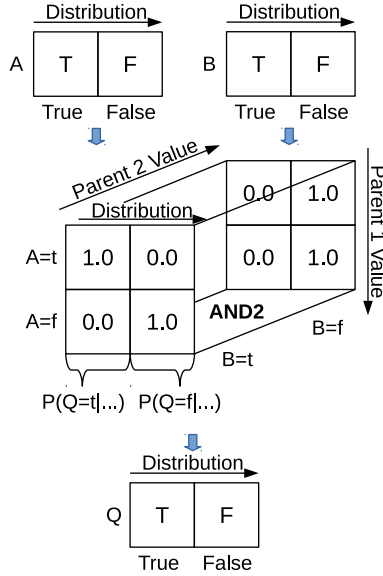 Distribution
Distribution
A T F
B T F
True False
True False
Parent 2 Value
Parent 1 Value
0.0 1.0
Distribution
A=t 1.0 0.0
0.0 1.0
A=f 0.0 1.0
AND2
B=f
B=t
P(Q=t|...) P(Q=f|...)
Distribution
Q T F
True False